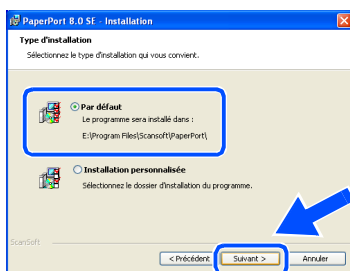 PaperPort 8.0 SE - Installation
Type d'installation
Sélectionnez le type d'installation qui vous convient.
Par défaut
Le programme sera installé dans :
E:\Program Files\Scansoft\PaperPort\
Installation personnalisée
Sélectionnez le dossier d'installation du programme.
ScanSoft
< Précédent
Suivant >
Annuler